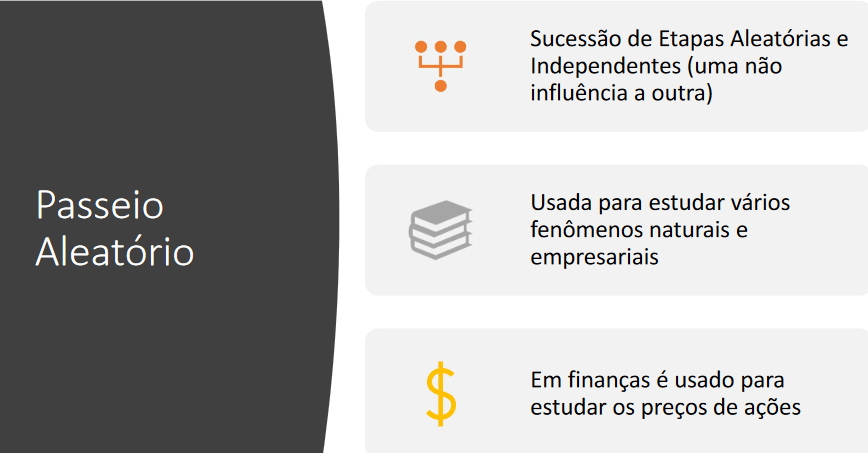 Passeio
Aleatório
Sucessão de Etapas Aleatórias e
Independentes (uma não
influência a outra)
Usada para estudar vários
fenômenos naturais e
empresariais
Em finanças é usado para
estudar os preços de ações